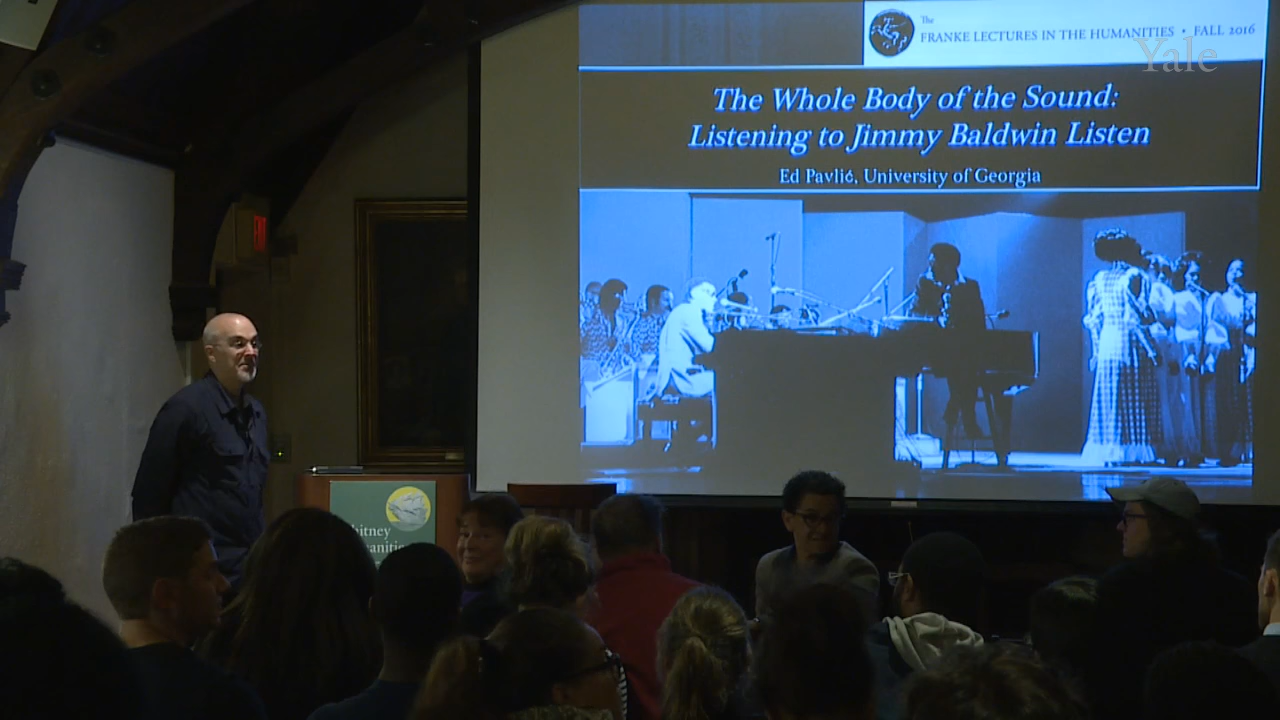 The
FRANKE LECTURES IN THE HUMANITIES • FALL 2016
Yale
The Whole Body of the Sound:
Listening to Jimmy Baldwin Listen
Ed Pavlić, University of Georgia
hitney